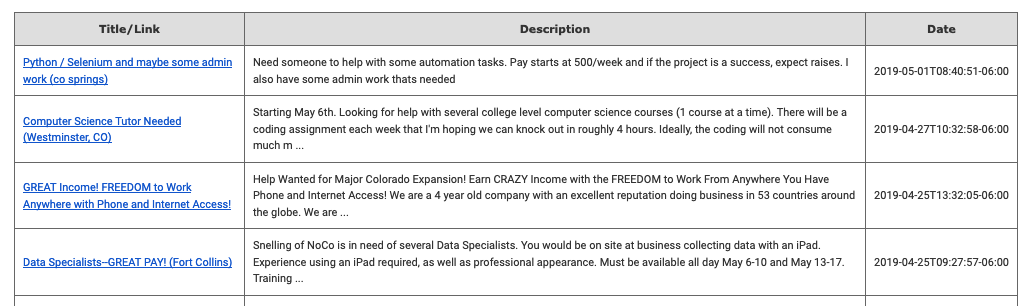 Title/Link
Description
Date
Python / Selenium and maybe some admin
work (co springs)
Need someone to help with some automation tasks. Pay starts at 500/week and if the project is a success, expect raises. I
also have some admin work thats needed
2019-05-01T08:40:51-06:00
Computer Science Tutor Needed
(Westminster, CO)
Starting May 6th. Looking for help with several college level computer science courses (1 course at a time). There will be a
coding assignment each week that I'm hoping we can knock out in roughly 4 hours. Ideally, the coding will not consume
much m ...
2019-04-27T10:32:58-06:00
GREAT Income! FREEDOM to Work
Anywhere with Phone and Internet Access!
Help Wanted for Major Colorado Expansion! Earn CRAZY Income with the FREEDOM to Work From Anywhere You Have
Phone and Internet Access! We are a 4 year old company with an excellent reputation doing business in 53 countries around
the globe. We are ...
2019-04-25T13:32:05-06:00
Data Specialists--GREAT PAY! (Fort Collins)
Snelling of NoCo is in need of several Data Specialists. You would be on site at business collecting data with an iPad.
Experience using an iPad required, as well as professional appearance. Must be available all day May 6-10 and May 13-17.
Training ...
2019-04-25T09:27:57-06:00